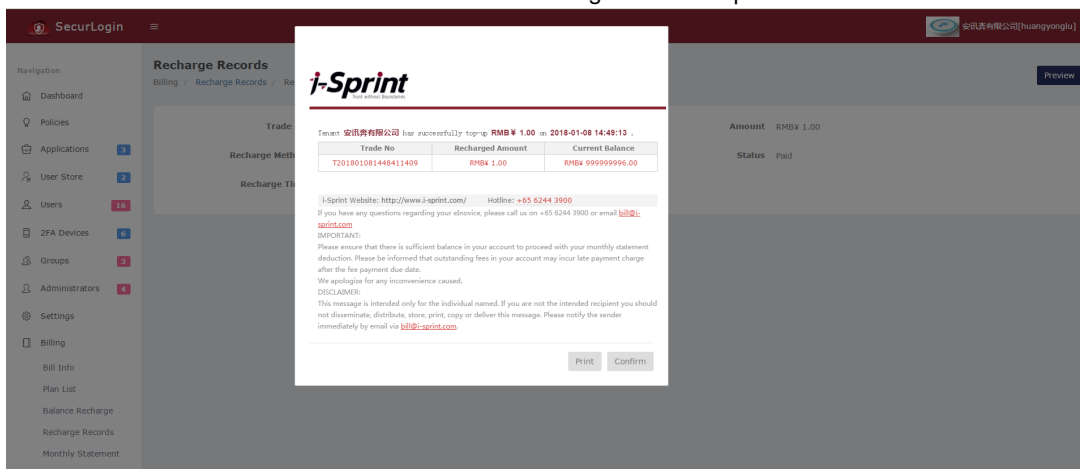 SecurLogin
安讯奔有限公司[huangyonglu]
Navigation
Dashboard
Policies
Applications 3
User Store 2
Users 16
2FA Devices 6
Groups 3
Administrators 4
Settings
Billing
Bill Info
Plan List
Balance Recharge
Recharge Records
Monthly Statement
Recharge Records
Billing / Recharge Records / Re
Preview
Trade
Recharge Meth
Recharge Ti
Amount RMB¥ 1.00
Status Paid
i-Sprint
Trust without Boundaries
Tenant 安讯奔有限公司 has successfully top-up RMB¥ 1.00 on 2018-01-08 14:49:13 .
Trade No Recharged Amount Current Balance
T201801081448411409 RMB¥ 1.00 RMB¥ 999999996.00
i-Sprint Website: http://www.i-sprint.com/ Hotline: +65 6244 3900
If you have any questions regarding your eInovice, please call us on +65 6244 3900 or email bill@i-
sprint.com
IMPORTANT:
Please ensure that there is sufficient balance in your account to proceed with your monthly statement
deduction. Please be informed that outstanding fees in your account may incur late payment charge
after the fee payment due date.
We apologize for any inconvenience caused.
DISCLAIMER:
This message is intended only for the individual named. If you are not the intended recipient you should
not disseminate, distribute, store, print, copy or deliver this message. Please notify the sender
immediately by email via bill@i-sprint.com.
Print Confirm